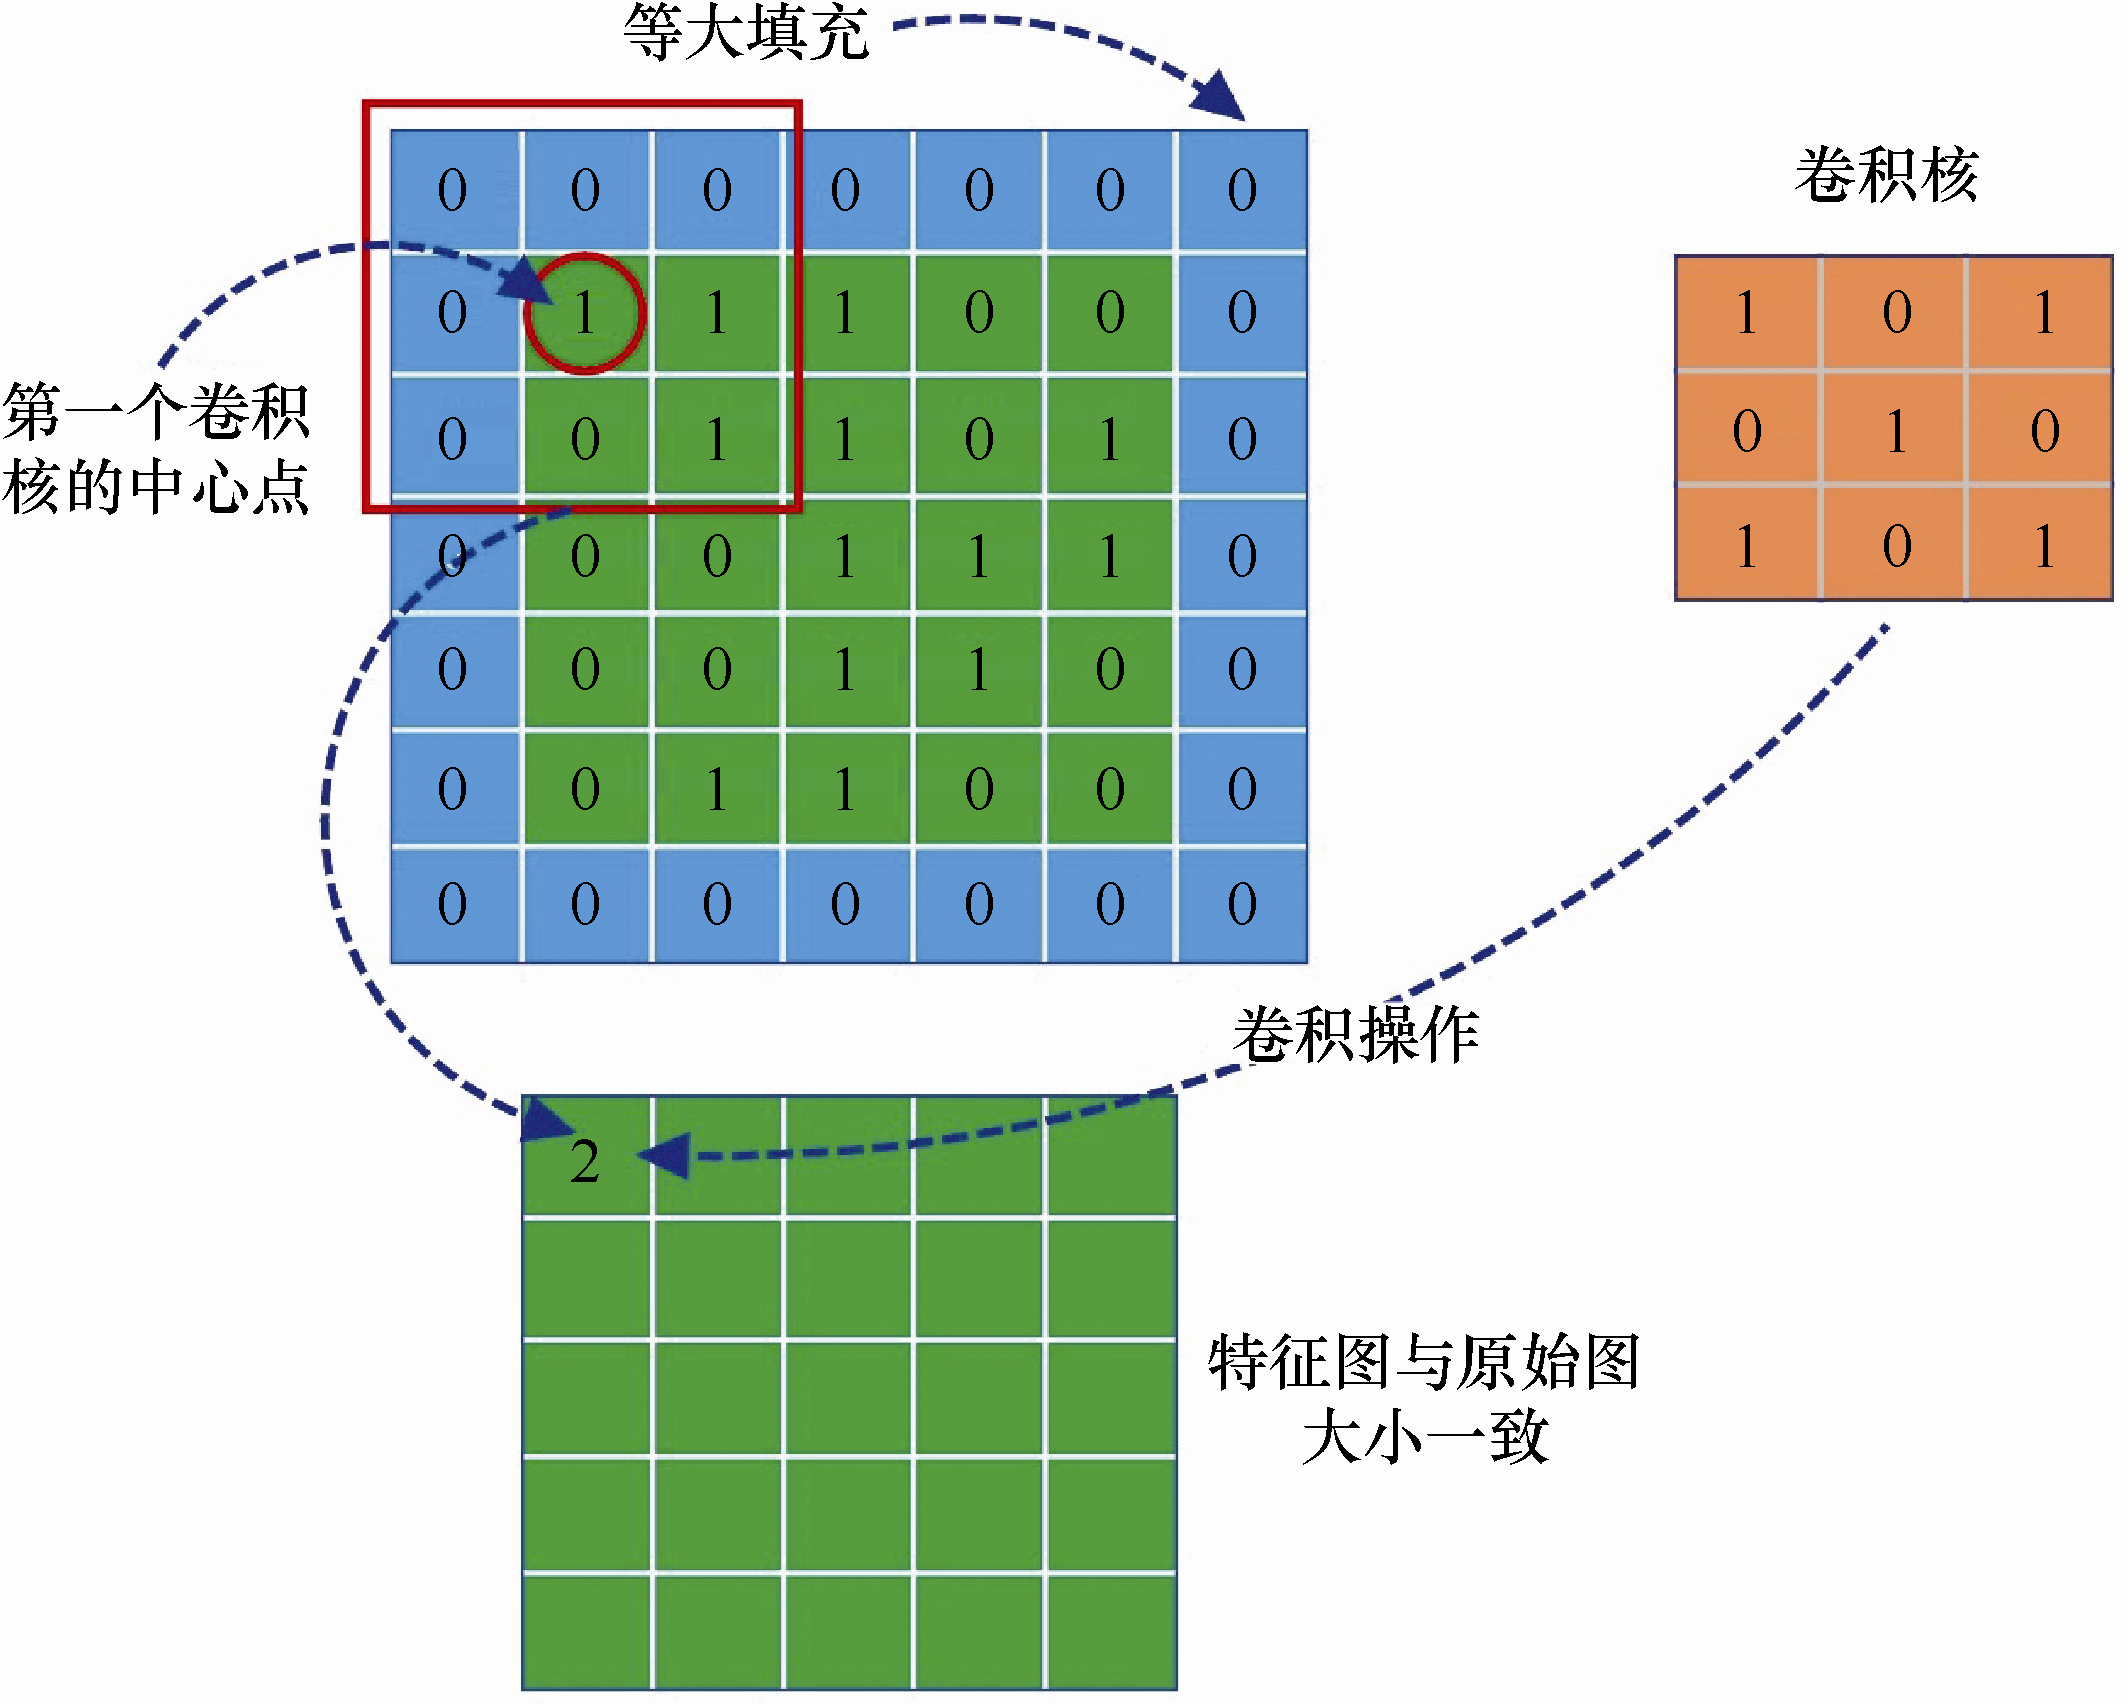 等大填充
卷积核
0 0 0 0 0 0 0
0 1 1 1 0 0 0
0 0 1 1 0 1 0
0 0 0 1 1 1 0
0 0 0 1 1 0 0
0 0 1 1 0 0 0
0 0 0 0 0 0 0
1 0 1
0 1 0
1 0 1
第一个卷积
核的中心点
卷积操作
2
特征图与原始图
大小一致